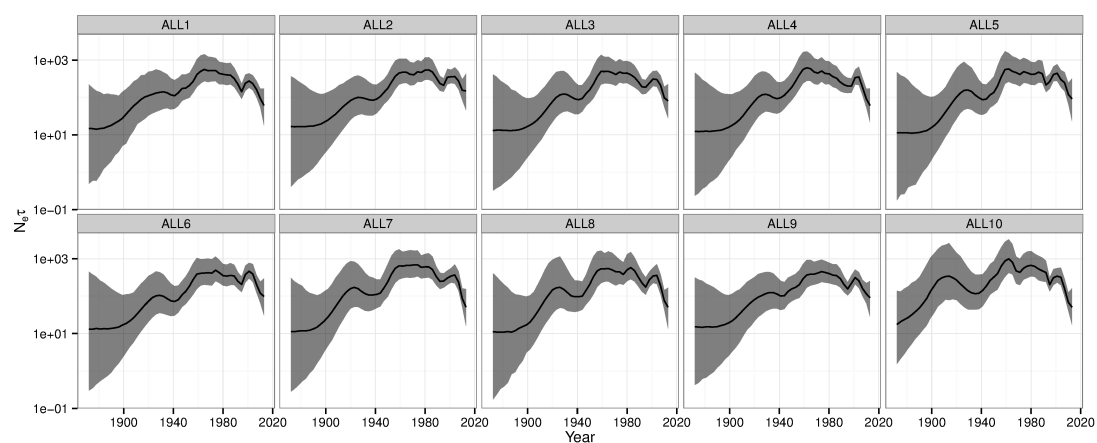 ALL1 ALL2 ALL3 ALL4 ALL5
1e+03
1e+01
1e−01
ALL6 ALL7 ALL8 ALL9 ALL10
1e+03
1e+01
1e−01
Neτ
1900 1940 1980 2020 1900 1940 1980 2020 1900 1940 1980 2020 1900 1940 1980 2020 1900 1940 1980 2020
Year